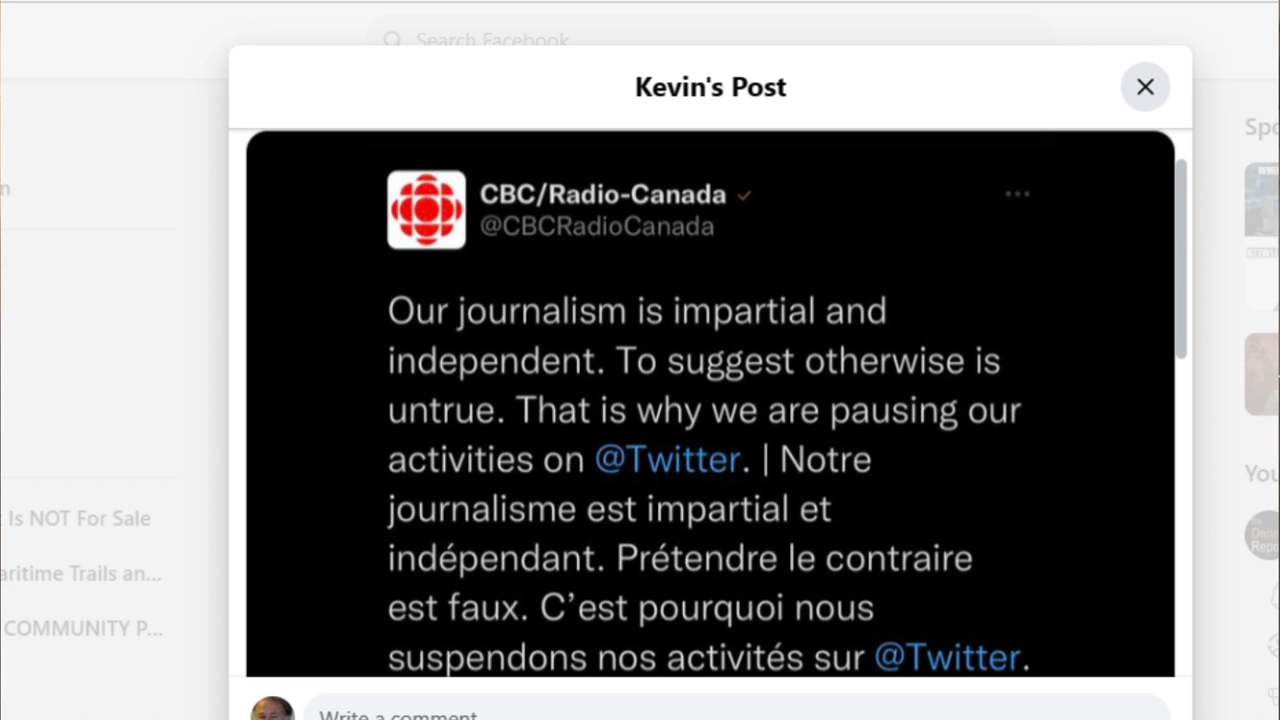 Search Facebook
Kevin's Post
CBC/Radio-Canada
@CBCRadioCanada
Our journalism is impartial and
independent. To suggest otherwise is
untrue. That is why we are pausing our
activities on @Twitter. | Notre
journalisme est impartial et
indépendant. Prétendre le contraire
est faux. C’est pourquoi nous
suspendons nos activités sur @Twitter.
Is NOT For Sale
aritime Trails an...
COMMUNITY P...
Spo
You
Write a comment